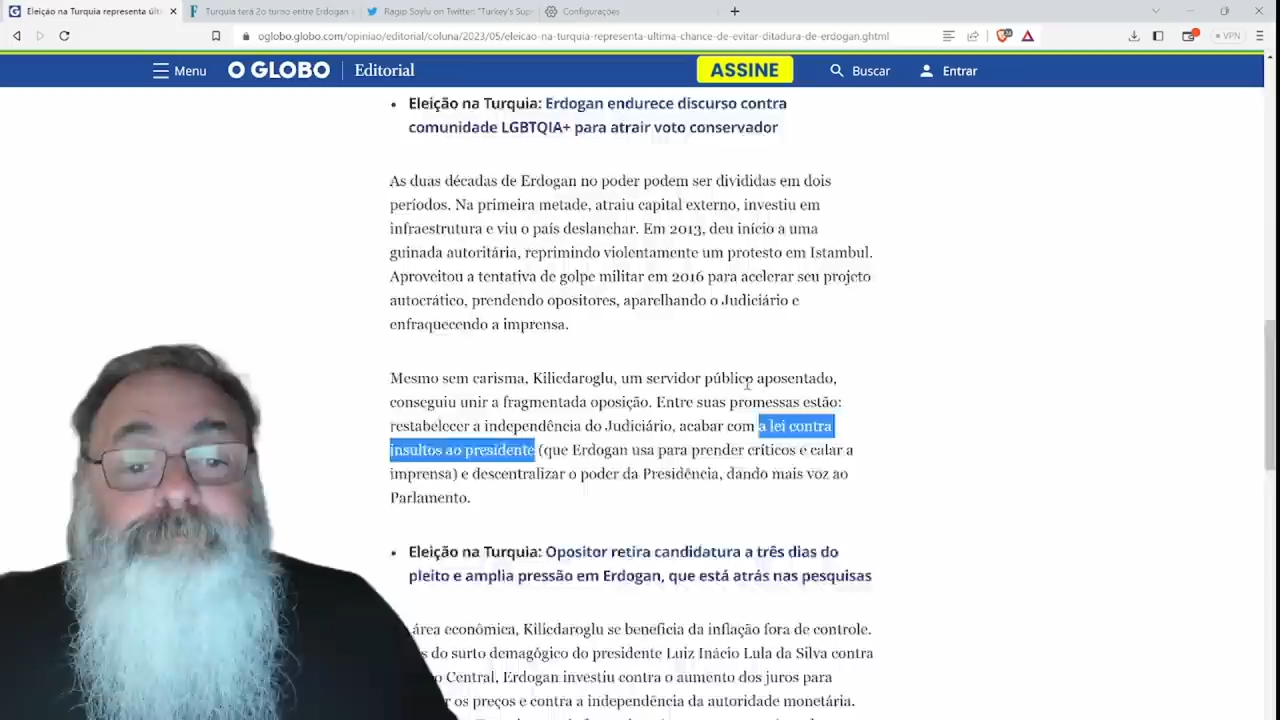 Eleição na Turquia representa últi
Turquia terá 2o turno entre Erdogan
Ragıp Soylu on Twitter: "Turkey's Sup
Configurações
oglobo.globo.com/opiniao/editorial/coluna/2023/05/eleicao-na-turquia-representa-ultima-chance-de-evitar-ditadura-de-erdogan.ghtml
VPN
Menu
O GLOBO
Editorial
ASSINE
Buscar
Entrar
• Eleição na Turquia: Erdogan endurece discurso contra
comunidade LGBTQIA+ para atrair voto conservador
As duas décadas de Erdogan no poder podem ser divididas em dois
períodos. Na primeira metade, atraiu capital externo, investiu em
infraestrutura e viu o país deslanchar. Em 2013, deu início a uma
guinada autoritária, reprimindo violentamente um protesto em Istambul.
Aproveitou a tentativa de golpe militar em 2016 para acelerar seu projeto
autocrático, prendendo opositores, aparelhando o Judiciário e
enfraquecendo a imprensa.
Mesmo sem carisma, Kilicdaroglu, um servidor público aposentado,
conseguiu unir a fragmentada oposição. Entre suas promessas estão:
restabelecer a independência do Judiciário, acabar com a lei contra
insultos ao presidente (que Erdogan usa para prender críticos e calar a
imprensa) e descentralizar o poder da Presidência, dando mais voz ao
Parlamento.
• Eleição na Turquia: Opositor retira candidatura a três dias do
pleito e amplia pressão em Erdogan, que está atrás nas pesquisas
área econômica, Kilicdaroglu se beneficia da inflação fora de controle.
do surto demagógico do presidente Luiz Inácio Lula da Silva contra
Central, Erdogan investiu contra o aumento dos juros para
os preços e contra a independência da autoridade monetária.